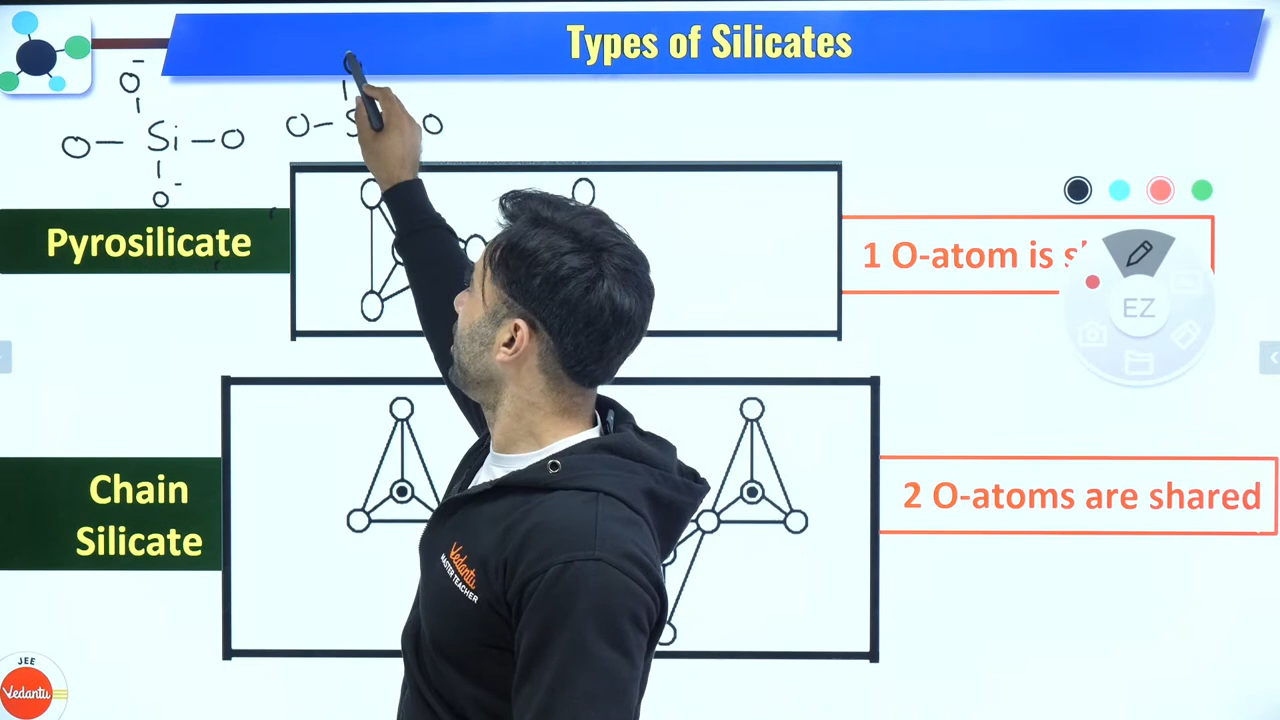 Types of Silicates
O⁻
O – Si – O
O⁻
O – S O
Pyrosilicate
1 O-atom is
EZ
Chain
Silicate
2 O-atoms are shared
Vedantu
MASTER TEACHER
JEE
Vedantu